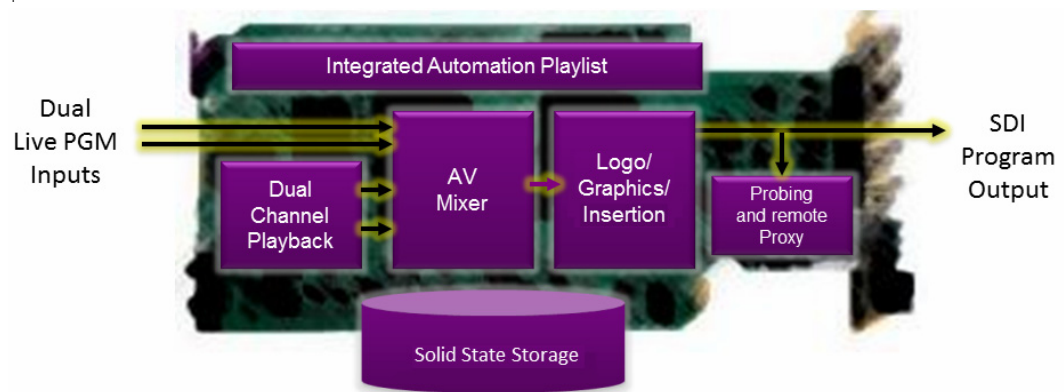 Integrated Automation Playlist
Dual
Live PGM
Inputs
Dual
Channel
Playback
AV
Mixer
Logo/
Graphics/
Insertion
Probing
and remote
Proxy
SDI
Program
Output
Solid State Storage